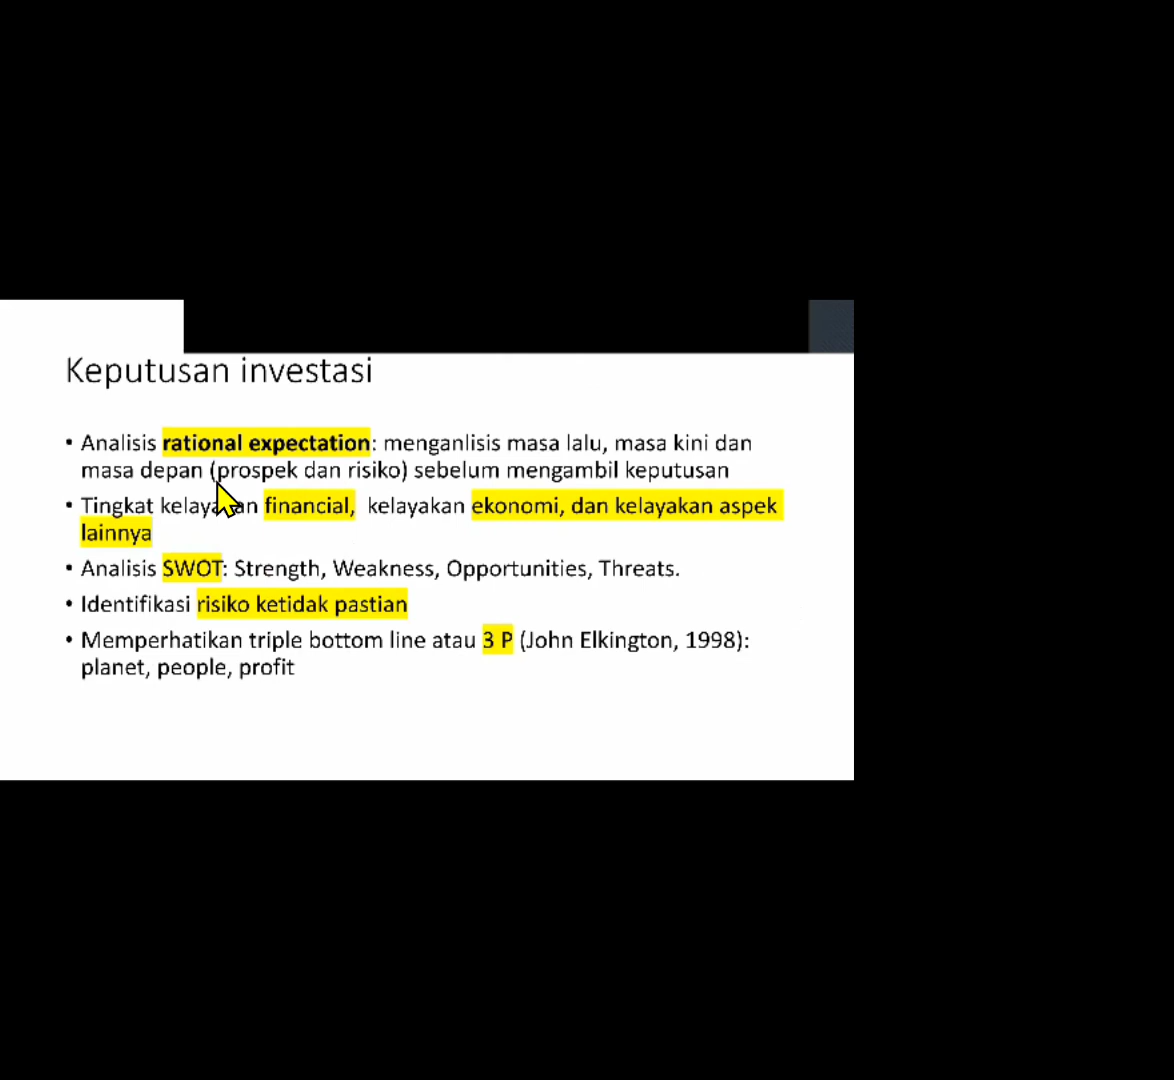 Keputusan investasi
• Analisis rational expectation: menganlisis masa lalu, masa kini dan
masa depan (prospek dan risiko) sebelum mengambil keputusan
• Tingkat kelayakan financial, kelayakan ekonomi, dan kelayakan aspek
lainnya
• Analisis SWOT: Strength, Weakness, Opportunities, Threats.
• Identifikasi risiko ketidak pastian
• Memperhatikan triple bottom line atau 3 P (John Elkington, 1998):
planet, people, profit